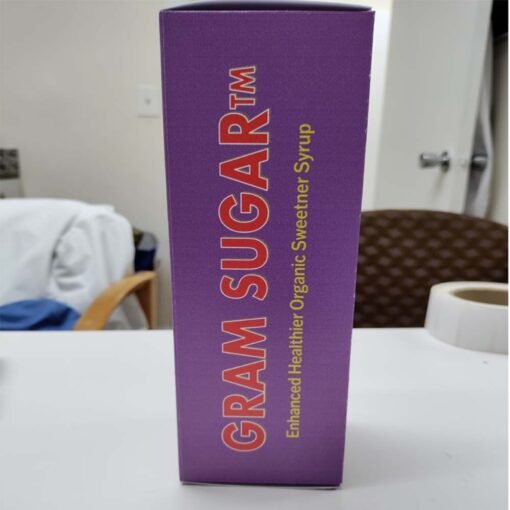 GRAM SUGAR™
Enhanced Healthier Organic Sweetner Syrup